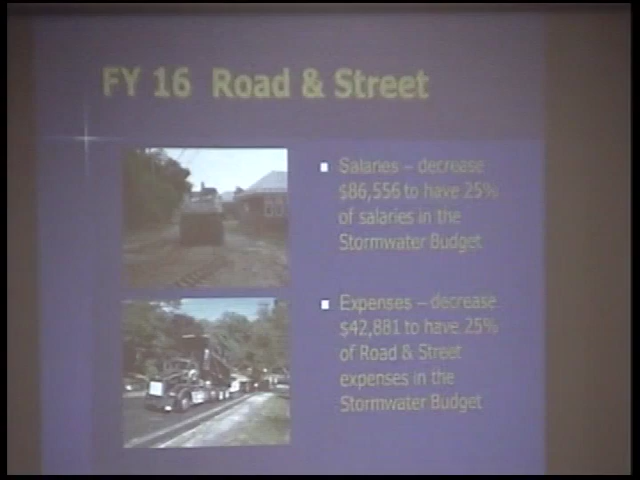 FY 16 Road & Street
Salaries – decrease
$86,556 to have 25%
of salaries in the
Stormwater Budget
Expenses – decrease
$42,881 to have 25%
of Road & Street
expenses in the
Stormwater Budget